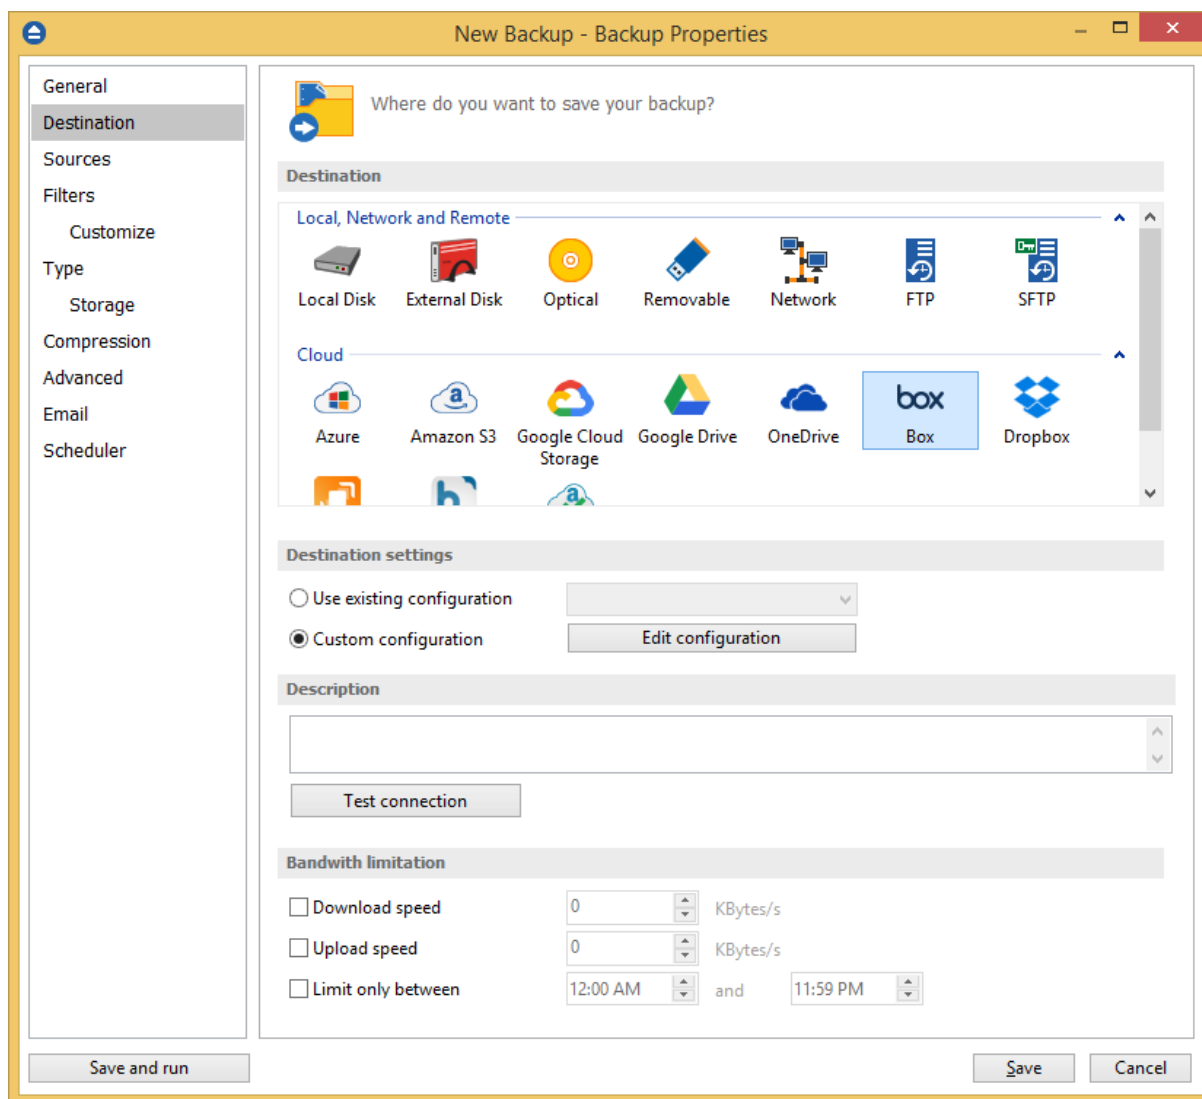 New Backup - Backup Properties
General
Destination
Sources
Filters
Customize
Type
Storage
Compression
Advanced
Email
Scheduler
Where do you want to save your backup?
Destination
Local, Network and Remote
Local Disk External Disk Optical Removable Network FTP SFTP
Cloud
a box
Azure Amazon S3 Google Cloud Storage Google Drive OneDrive Box Dropbox
h a
Destination settings
Use existing configuration
Custom configuration Edit configuration
Description
Test connection
Bandwith limitation
Download speed 0 KBytes/s
Upload speed 0 KBytes/s
Limit only between 12:00 AM and 11:59 PM
Save and run Save Cancel